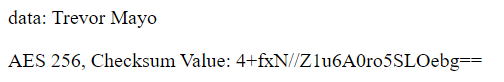 data: Trevor Mayo
AES 256, Checksum Value: 4+fxN//Z1u6A0ro5SLOebg==